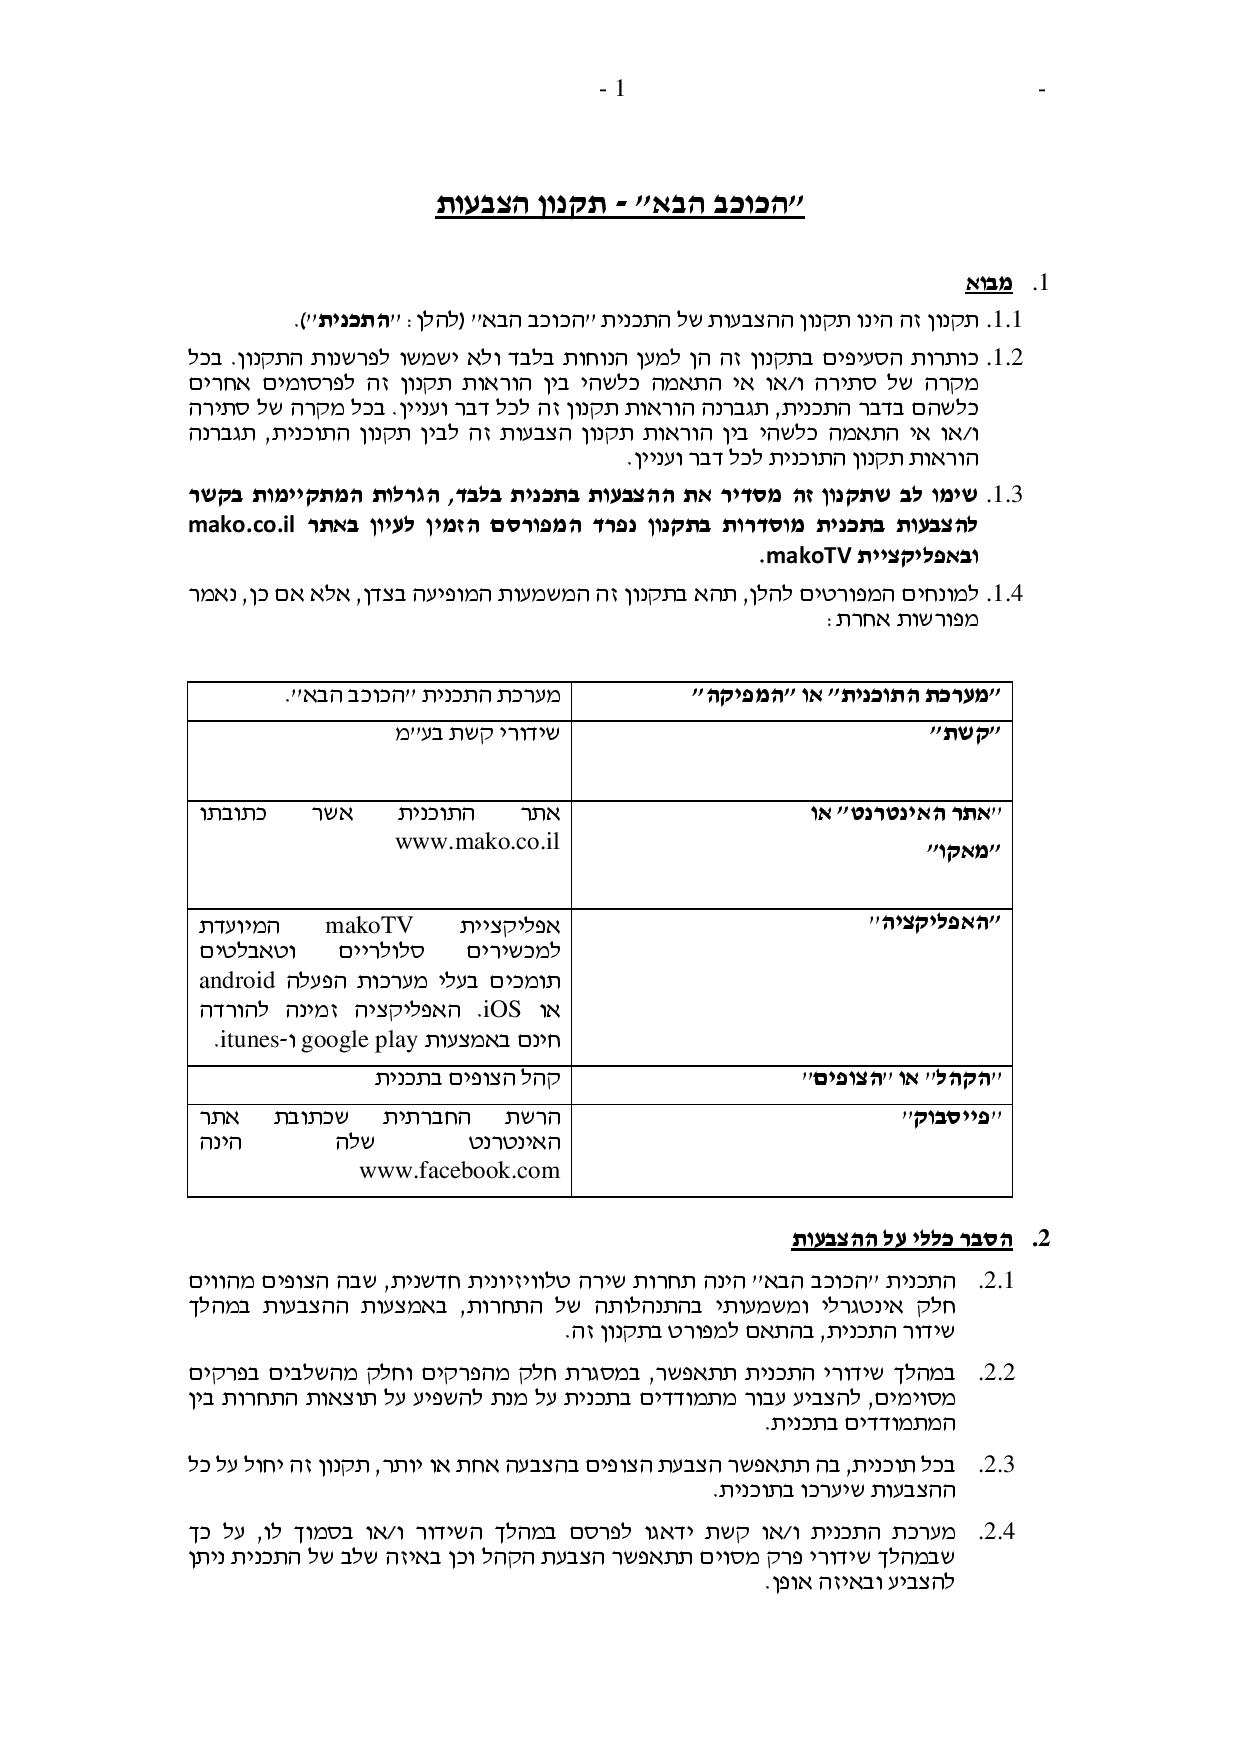 - 1 -
"הכוכב הבא" - תקנון הצבעות
1. מבוא
1.1. תקנון זה הינו תקנון ההצבעות של התכנית "הכוכב הבא" (להלן: "התכנית").
1.2. כותרות הסעיפים בתקנון זה הן למען הנוחות בלבד ולא ישמשו לפרשנות התקנון. בכל
מקרה של סתירה ו/או אי התאמה כלשהי בין הוראות תקנון זה לפרסומים אחרים
כלשהם בדבר התכנית, תגברנה הוראות תקנון זה לכל דבר ועניין. בכל מקרה של סתירה
ו/או אי התאמה כלשהי בין הוראות תקנון הצבעות זה לבין תקנון התוכנית, תגברנה
הוראות תקנון התוכנית לכל דבר ועניין.
1.3. שימו לב שתקנון זה מסדיר את ההצבעות בתכנית בלבד, הגרלות המתקיימות בקשר
להצבעות בתכנית מוסדרות בתקנון נפרד המפורסם הזמין לעיון באתר mako.co.il
ובאפליקציית makoTV.
1.4. למונחים המפורטים להלן, תהא בתקנון זה המשמעות המופיעה בצדן, אלא אם כן, נאמר
מפורשות אחרת:
"מערכת התוכנית" או "המפיקה" מערכת התכנית "הכוכב הבא".
"קשת" שידורי קשת בע"מ
"אתר האינטרנט" או אתר התוכנית אשר כתובתו
"מאקו" www.mako.co.il
"האפליקציה" אפליקציית makoTV המיועדת
למכשירים סלולריים וטאבלטים
תומכים בעלי מערכות הפעלה android
או iOS. האפליקציה זמינה להורדה
חינם באמצעות google play ו-itunes.
"הקהל" או "הצופים" קהל הצופים בתכנית
"פייסבוק" הרשת החברתית שכתובת אתר
האינטרנט שלה הינה
www.facebook.com
2. הסבר כללי על ההצבעות
2.1. התכנית "הכוכב הבא" הינה תחרות שירה טלוויזיונית חדשנית, שבה הצופים מהווים
חלק אינטגרלי ומשמעותי בהתנהלותה של התחרות, באמצעות ההצבעות במהלך
שידור התכנית, בהתאם למפורט בתקנון זה.
2.2. במהלך שידורי התכנית תתאפשר, במסגרת חלק מהפרקים וחלק מהשלבים בפרקים
מסוימים, להצביע עבור מתמודדים בתכנית על מנת להשפיע על תוצאות התחרות בין
המתמודדים בתכנית.
2.3. בכל תוכנית, בה תתאפשר הצבעת הצופים בהצבעה אחת או יותר, תקנון זה יחול על כל
ההצבעות שיערכו בתוכנית.
2.4. מערכת התכנית ו/או קשת ידאגו לפרסם במהלך השידור ו/או בסמוך לו, על כך
שבמהלך שידורי פרק מסוים תתאפשר הצבעת הקהל וכן באיזה שלב של התכנית ניתן
להצביע ובאיזה אופן.